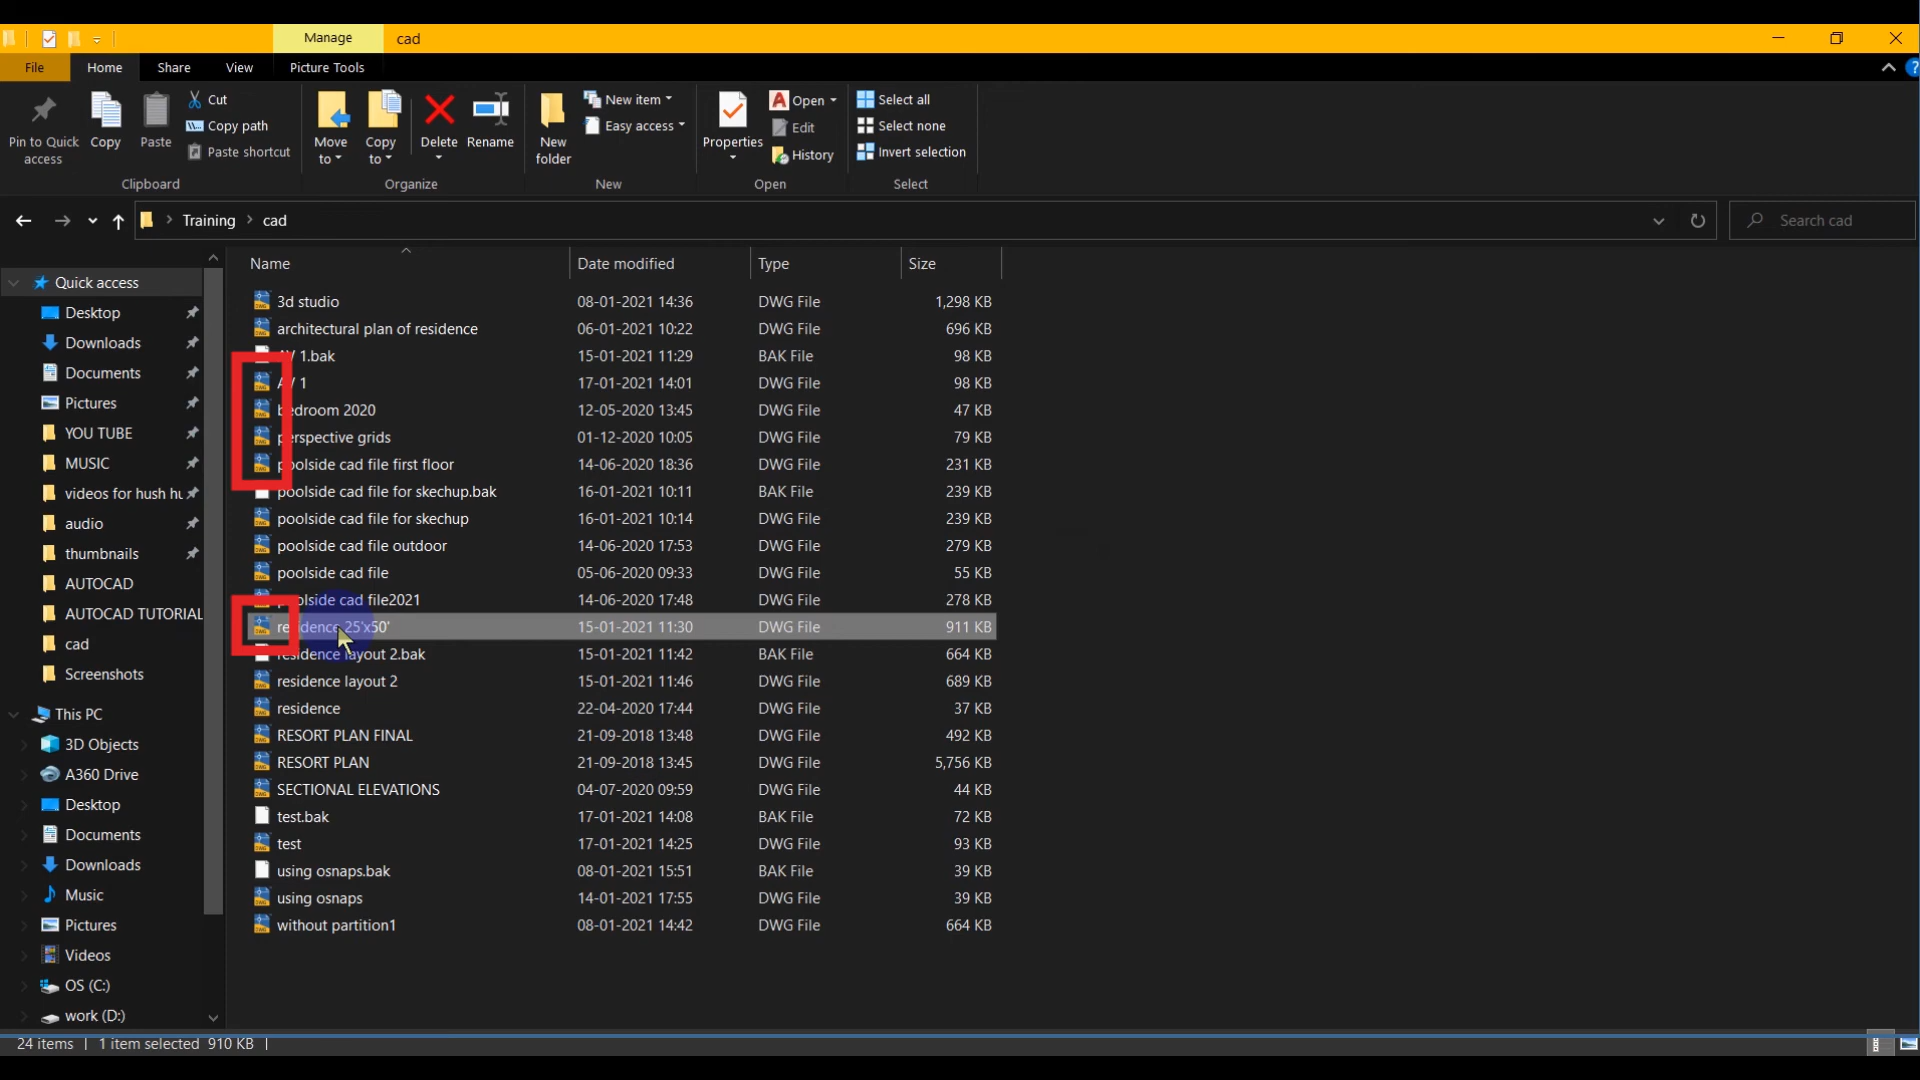 Manage cad
File Home Share View Picture Tools
Pin to Quick access
Copy
Paste
Cut
Copy path
Paste shortcut
Clipboard
Move to
Copy to
Delete
Rename
Organize
New folder
New item
Easy access
New
Properties
Open
Edit
History
Open
Select all
Select none
Invert selection
Select
Training > cad
Search cad
Quick access
Desktop
Downloads
Documents
Pictures
YOU TUBE
MUSIC
videos for hush hu
audio
thumbnails
AUTOCAD
AUTOCAD TUTORIAL
cad
Screenshots
This PC
3D Objects
A360 Drive
Desktop
Documents
Downloads
Music
Pictures
Videos
OS (C:)
work (D:)
Name Date modified Type Size
3d studio 08-01-2021 14:36 DWG File 1,298 KB
architectural plan of residence 06-01-2021 10:22 DWG File 696 KB
AV 1.bak 15-01-2021 11:29 BAK File 98 KB
AV 1 17-01-2021 14:01 DWG File 98 KB
bedroom 2020 12-05-2020 13:45 DWG File 47 KB
perspective grids 01-12-2020 10:05 DWG File 79 KB
poolside cad file first floor 14-06-2020 18:36 DWG File 231 KB
poolside cad file for skechup.bak 16-01-2021 10:11 BAK File 239 KB
poolside cad file for skechup 16-01-2021 10:14 DWG File 239 KB
poolside cad file outdoor 14-06-2020 17:53 DWG File 279 KB
poolside cad file 05-06-2020 09:33 DWG File 55 KB
poolside cad file2021 14-06-2020 17:48 DWG File 278 KB
residence 25'x50' 15-01-2021 11:30 DWG File 911 KB
residence layout 2.bak 15-01-2021 11:42 BAK File 664 KB
residence layout 2 15-01-2021 11:46 DWG File 689 KB
residence 22-04-2020 17:44 DWG File 37 KB
RESORT PLAN FINAL 21-09-2018 13:48 DWG File 492 KB
RESORT PLAN 21-09-2018 13:45 DWG File 5,756 KB
SECTIONAL ELEVATIONS 04-07-2020 09:59 DWG File 44 KB
test.bak 17-01-2021 14:08 BAK File 72 KB
test 17-01-2021 14:25 DWG File 93 KB
using osnaps.bak 08-01-2021 15:51 BAK File 39 KB
using osnaps 14-01-2021 17:55 DWG File 39 KB
without partition1 08-01-2021 14:42 DWG File 664 KB
24 items | 1 item selected 910 KB |